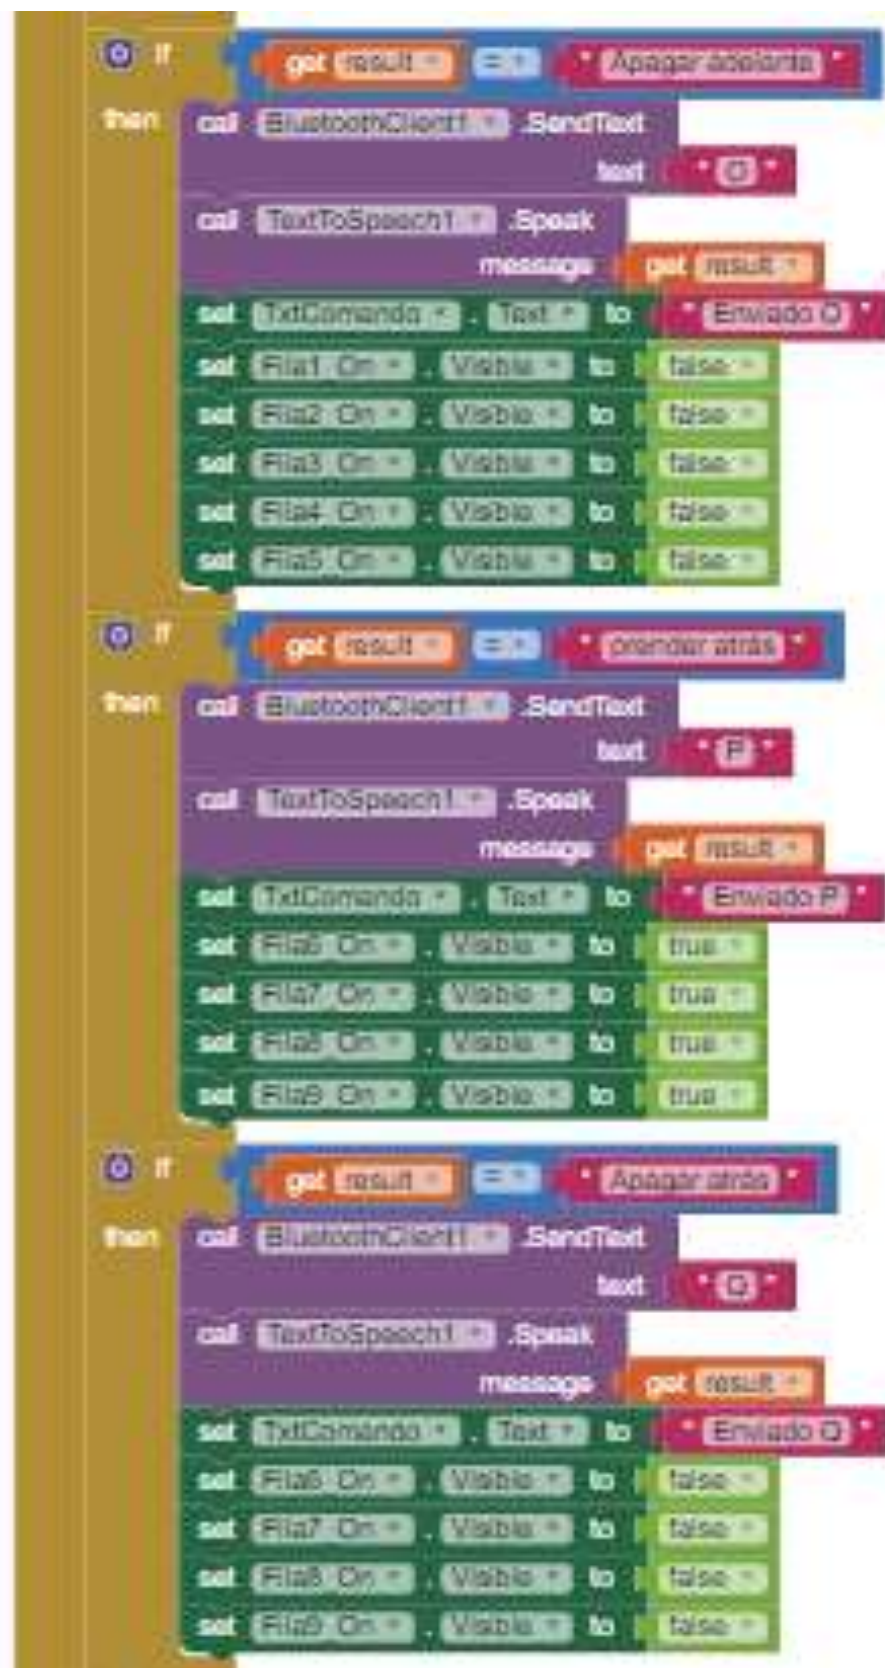 if get result = " Apagar adelante "
then call BluetoothClient1 .SendText
text " O "
call TextToSpeech1 .Speak
message get result
set TxtComando . Text to " Enviado O "
set Fila1_On . Visible to false
set Fila2_On . Visible to false
set Fila3_On . Visible to false
set Fila4_On . Visible to false
set Fila5_On . Visible to false
if get result = " prender atrás "
then call BluetoothClient1 .SendText
text " P "
call TextToSpeech1 .Speak
message get result
set TxtComando . Text to " Enviado P "
set Fila6_On . Visible to true
set Fila7_On . Visible to true
set Fila8_On . Visible to true
set Fila9_On . Visible to true
if get result = " Apagar atrás "
then call BluetoothClient1 .SendText
text " Q "
call TextToSpeech1 .Speak
message get result
set TxtComando . Text to " Enviado Q "
set Fila6_On . Visible to false
set Fila7_On . Visible to false
set Fila8_On . Visible to false
set Fila9_On . Visible to false